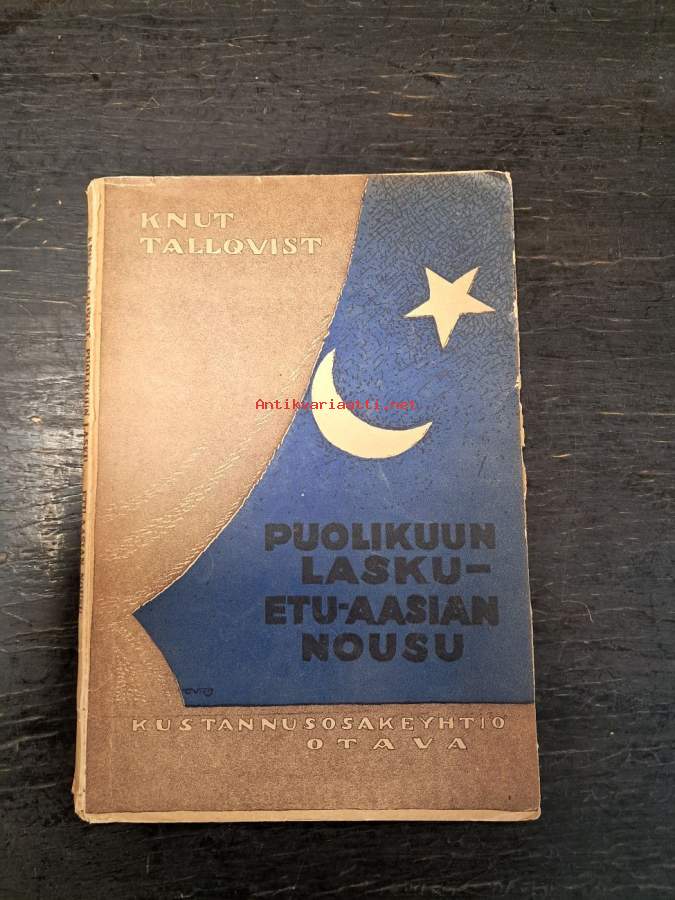 KNUT
TALLQVIST
Antikvariaatti.net
PUOLIKUUN
LASKU-
ETU-AASIAN
NOUSU
KUSTANNUSOSAKEYHTIÖ
OTAVA